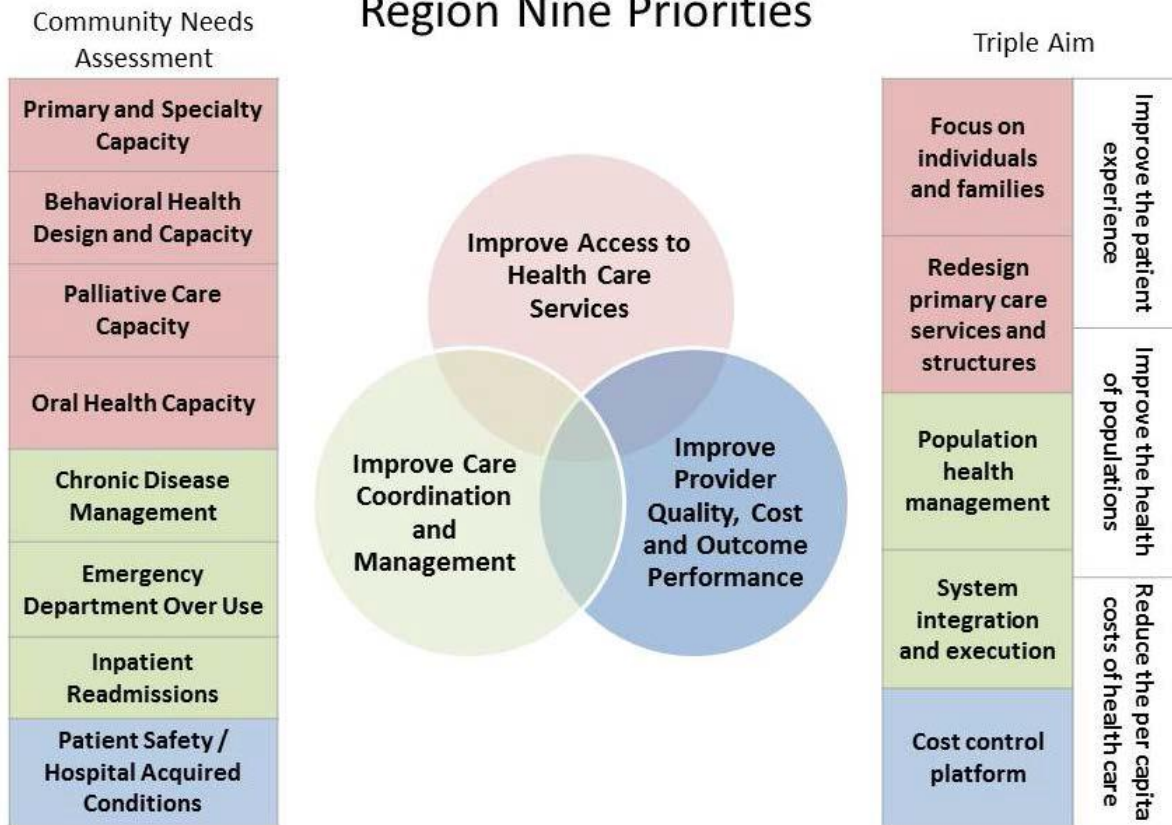 Region Nine Priorities
Community Needs
Assessment
Primary and Specialty
Capacity
Behavioral Health
Design and Capacity
Palliative Care
Capacity
Oral Health Capacity
Chronic Disease
Management
Emergency
Department Over Use
Inpatient
Readmissions
Patient Safety /
Hospital Acquired
Conditions
Improve Access to
Health Care
Services
Improve Care
Coordination
and
Management
Improve
Provider
Quality, Cost
and Outcome
Performance
Triple Aim
Focus on
individuals
and families
Redesign
primary care
services and
structures
Population
health
management
System
integration
and execution
Cost control
platform
Improve the patient
experience
Improve the health
of populations
Reduce the per capita
costs of health care